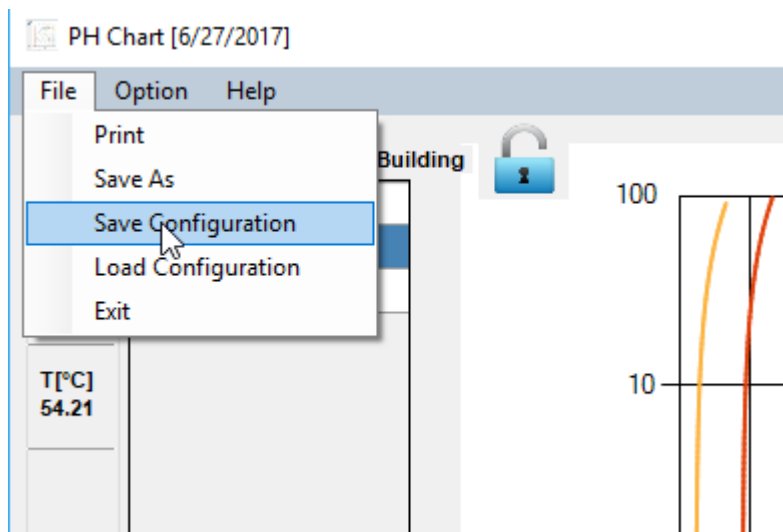 PH Chart [6/27/2017]
File Option Help
Print
Save As
Save Configuration
Load Configuration
Exit
Building
T[°C]
54.21
100
10